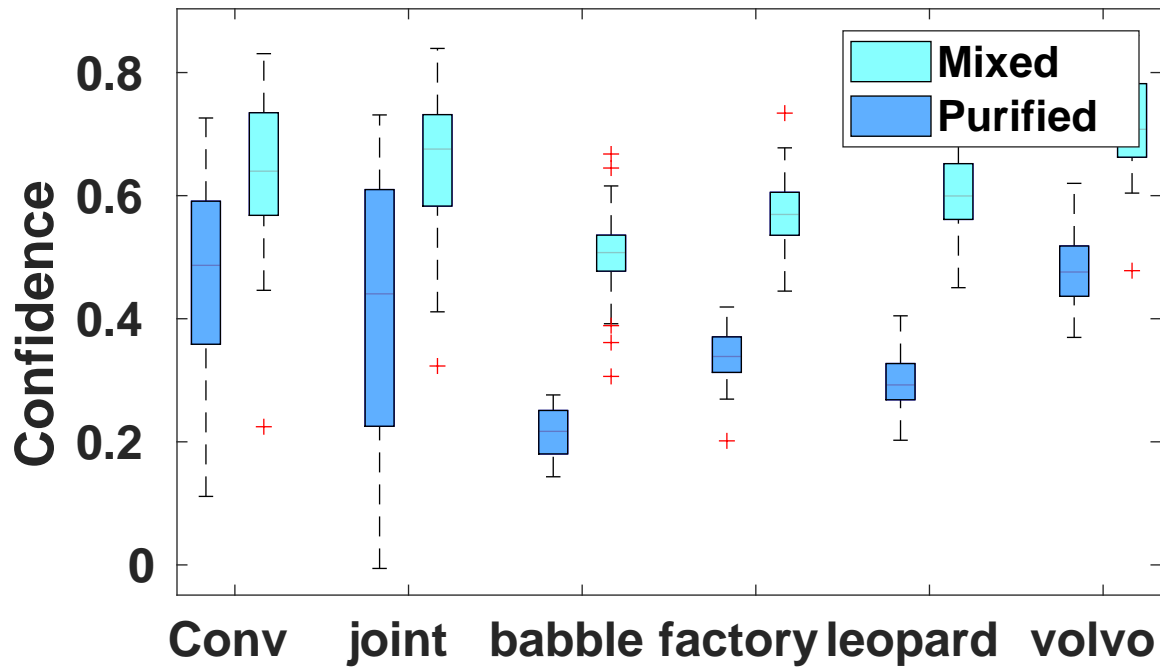 Mixed
Purified
Confidence
0.8
0.6
0.4
0.2
0
Conv joint babble factory leopard volvo